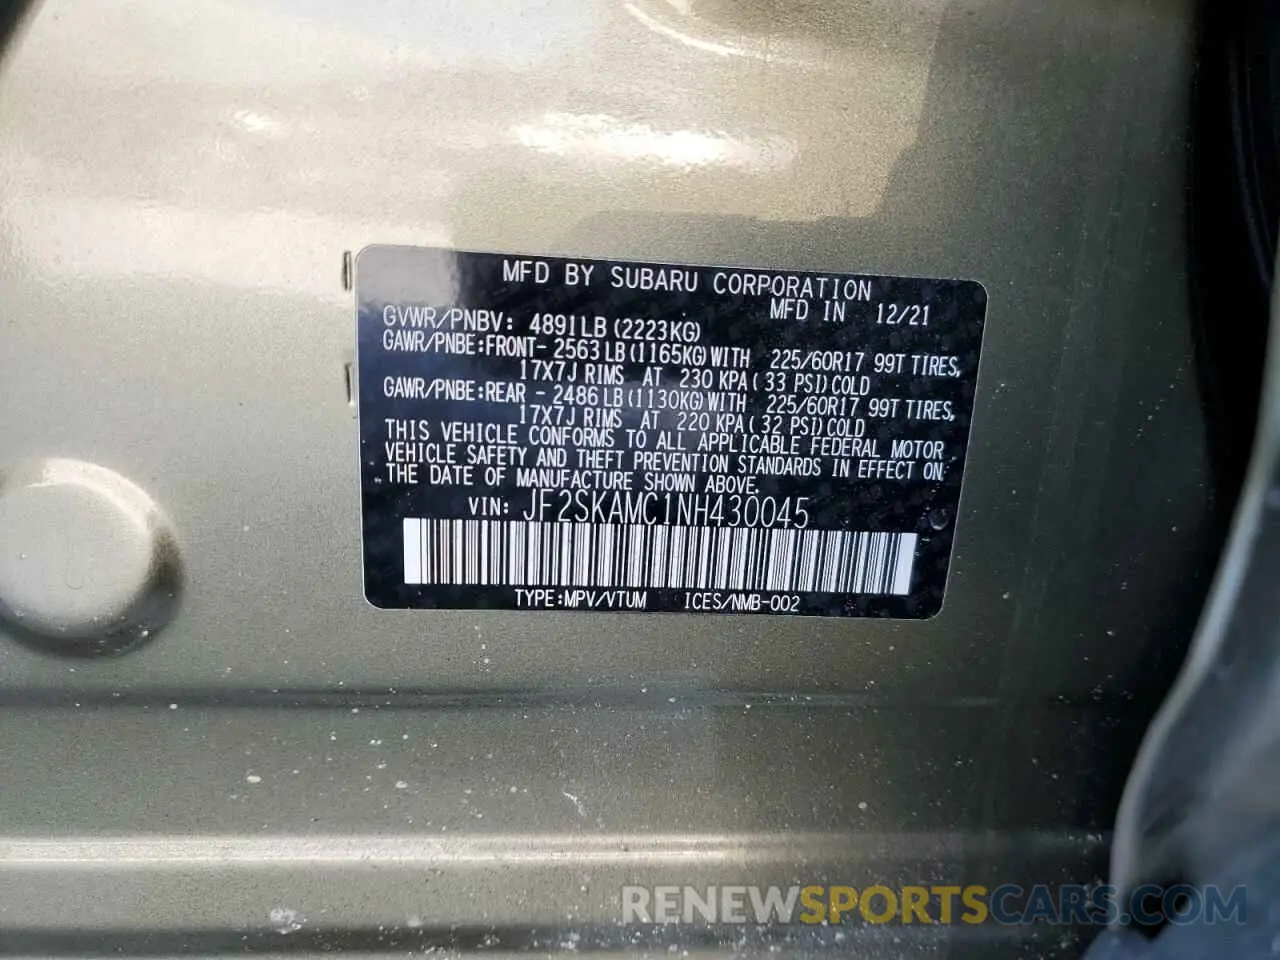 MFD BY SUBARU CORPORATION
MFD IN 12/21
GVWR/PNBV: 4891LB (2223KG)
GAWR/PNBE:FRONT- 2563 LB (1165KG) WITH 225/60R17 99T TIRES,
17X7J RIMS AT 230 KPA ( 33 PSI) COLD
GAWR/PNBE:REAR - 2486 LB (1130KG) WITH 225/60R17 99T TIRES,
17X7J RIMS AT 220 KPA ( 32 PSI) COLD
THIS VEHICLE CONFORMS TO ALL APPLICABLE FEDERAL MOTOR
VEHICLE SAFETY AND THEFT PREVENTION STANDARDS IN EFFECT ON
THE DATE OF MANUFACTURE SHOWN ABOVE.
VIN: JF2SKAMC1NH430045
TYPE:MPV/VTUM ICES/NMB-002
RENEWSPORTSCARS.COM